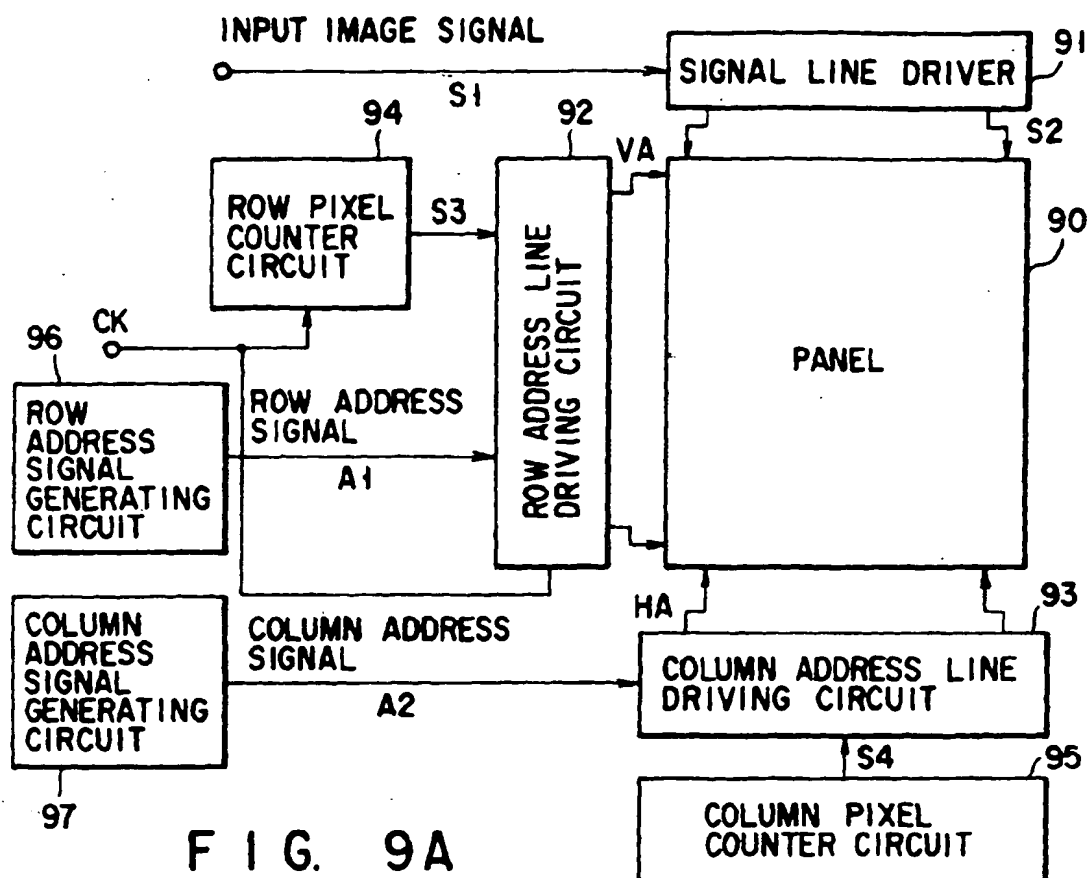 INPUT IMAGE SIGNAL
S1
SIGNAL LINE DRIVER
91
S2
94
ROW PIXEL
COUNTER
CIRCUIT
S3
92
ROW ADDRESS LINE
DRIVING CIRCUIT
VA
90
PANEL
CK
96
ROW
ADDRESS
SIGNAL
GENERATING
CIRCUIT
ROW ADDRESS
SIGNAL
A1
HA
93
COLUMN
ADDRESS
SIGNAL
GENERATING
CIRCUIT
COLUMN ADDRESS
SIGNAL
A2
COLUMN ADDRESS LINE
DRIVING CIRCUIT
S4
95
97
COLUMN PIXEL
COUNTER CIRCUIT
FIG. 9A